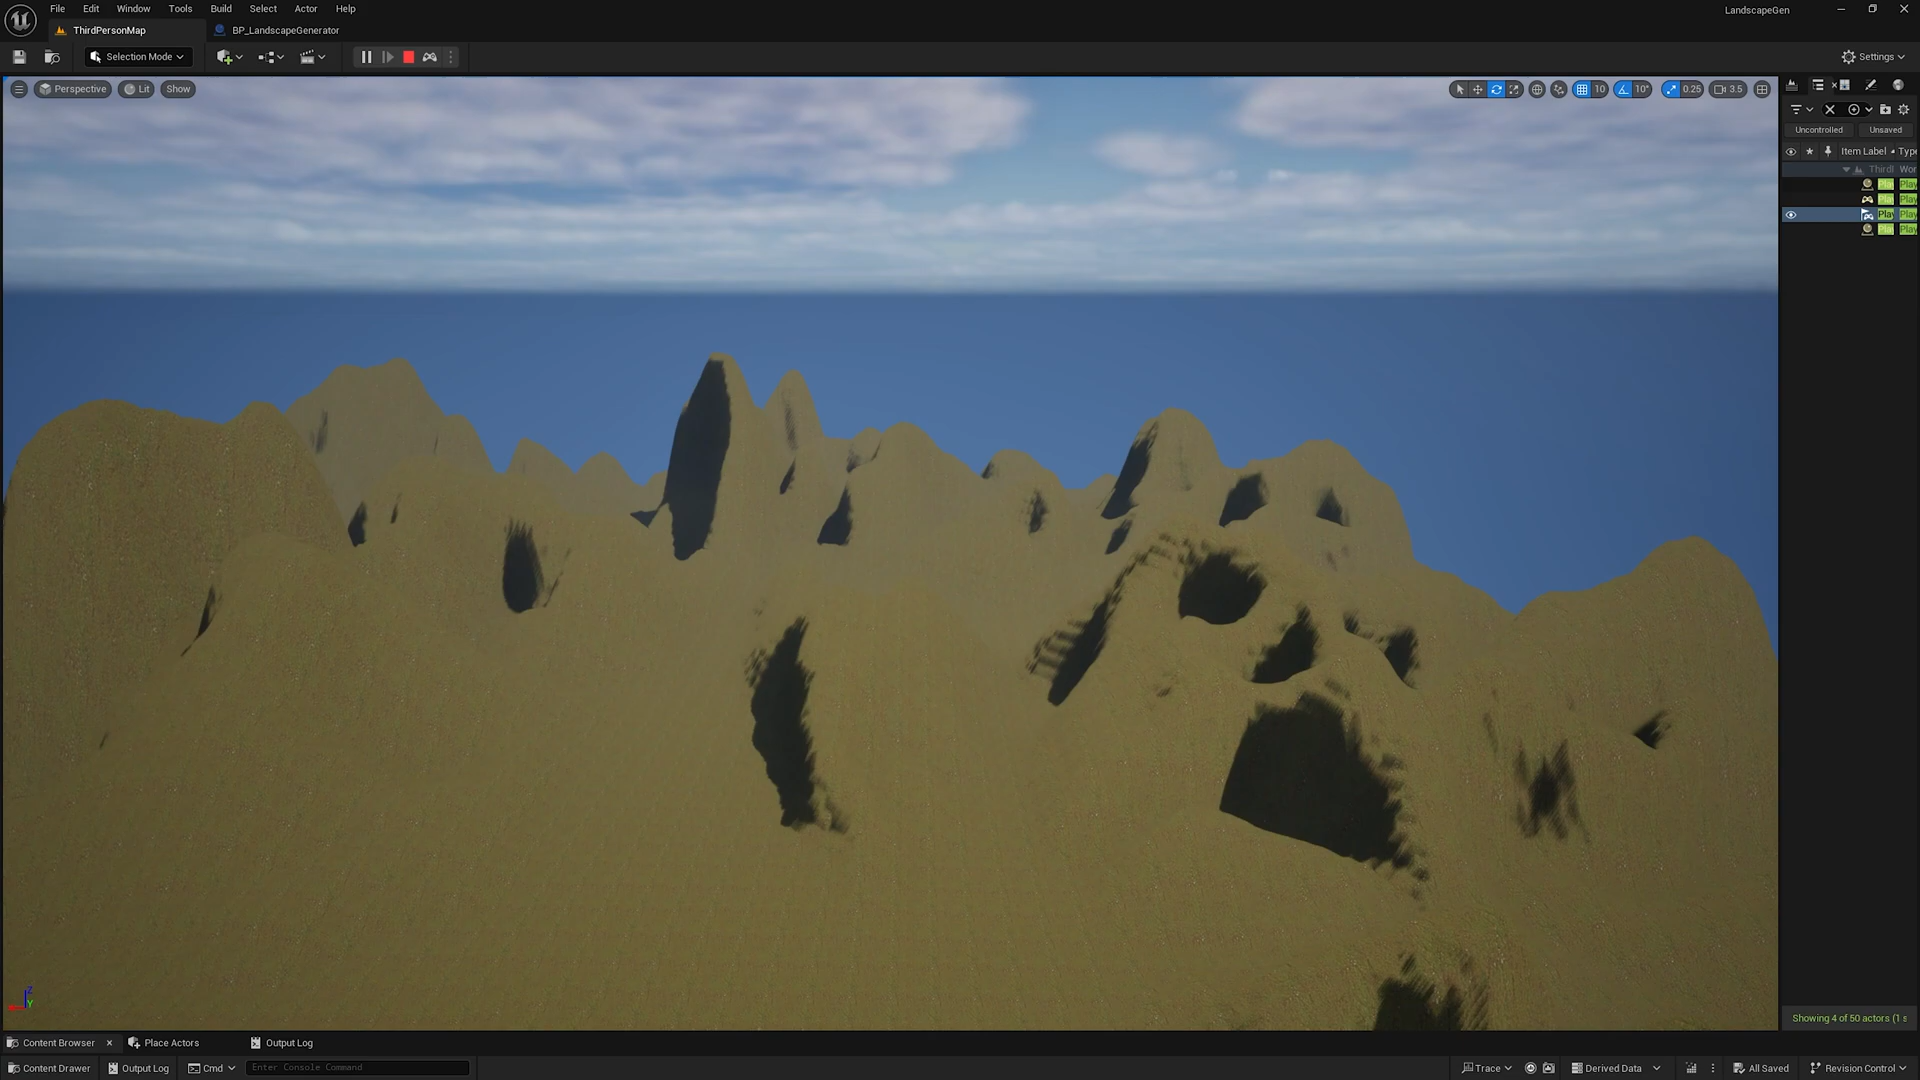 File Edit Window Tools Build Select Actor Help
LandscapeGen
ThirdPersonMap
BP_LandscapeGenerator
Selection Mode
Settings
Perspective
Lit
Show
10
10°
0.25
3.5
Uncontrolled
Unsaved
Item Label
Type
Showing 4 of 50 actors (1 s
Z
Y
Content Browser
Place Actors
Output Log
Content Drawer
Output Log
Cmd
Enter Console Command
Trace
Derived Data
All Saved
Revision Control